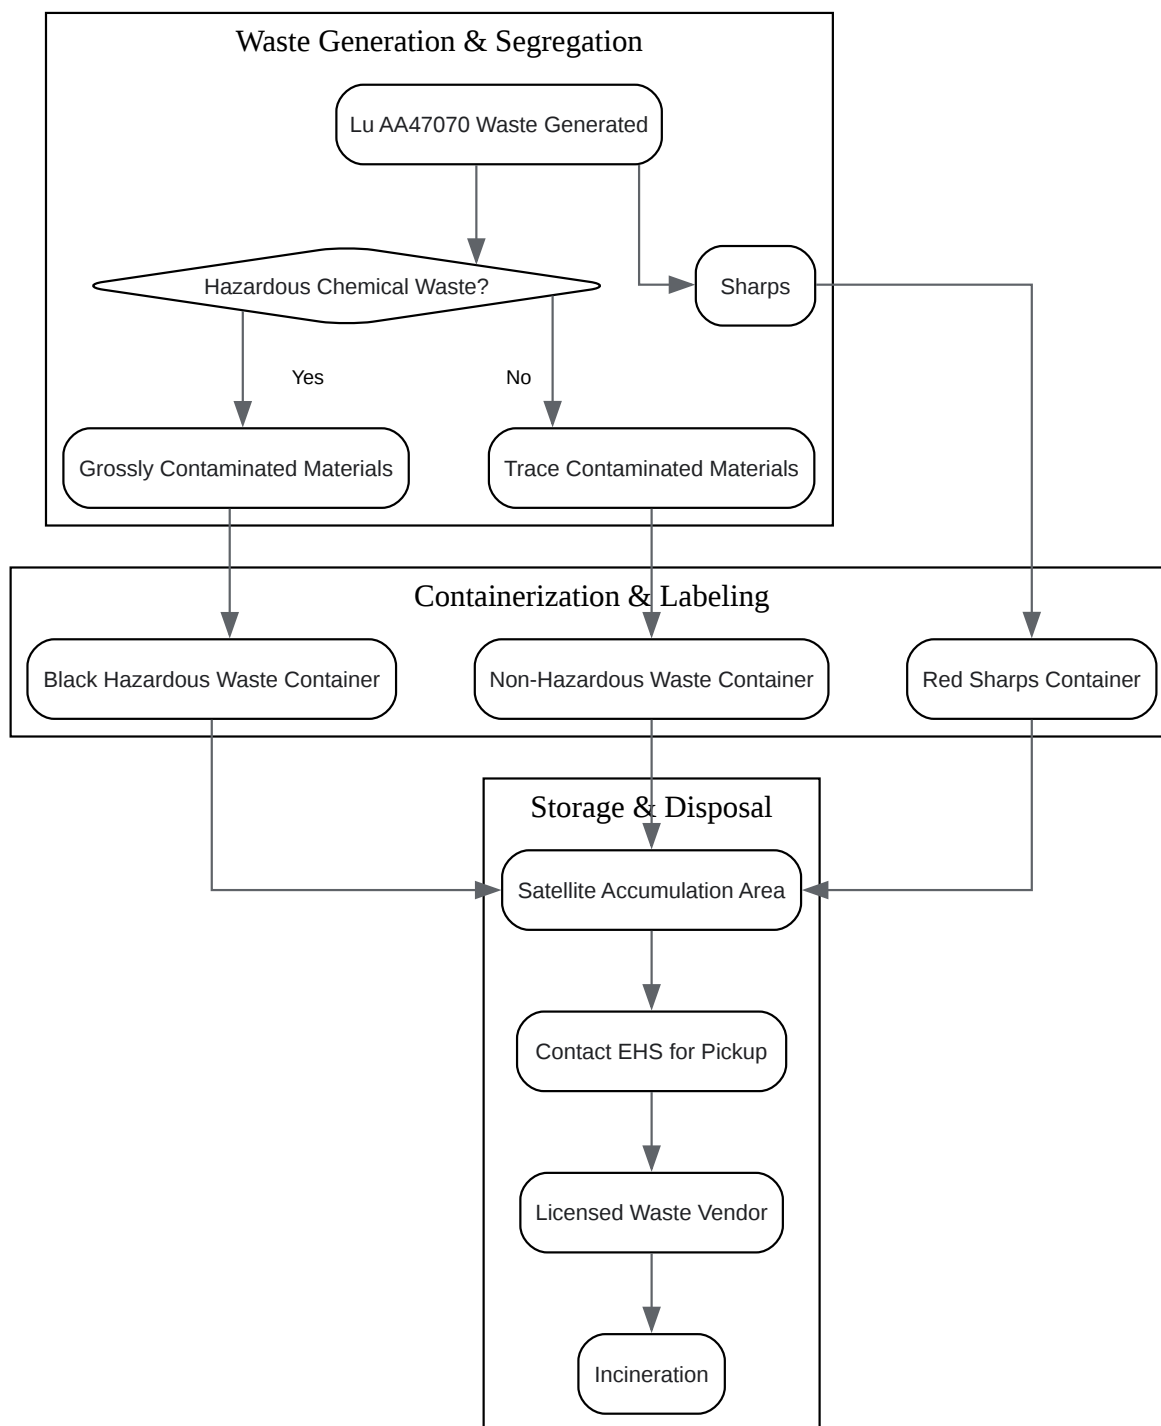 Waste Generation & Segregation
Lu AA47070 Waste Generated
Hazardous Chemical Waste?
Sharps
Yes
No
Grossly Contaminated Materials
Trace Contaminated Materials
Containerization & Labeling
Black Hazardous Waste Container
Non-Hazardous Waste Container
Red Sharps Container
Storage & Disposal
Satellite Accumulation Area
Contact EHS for Pickup
Licensed Waste Vendor
Incineration